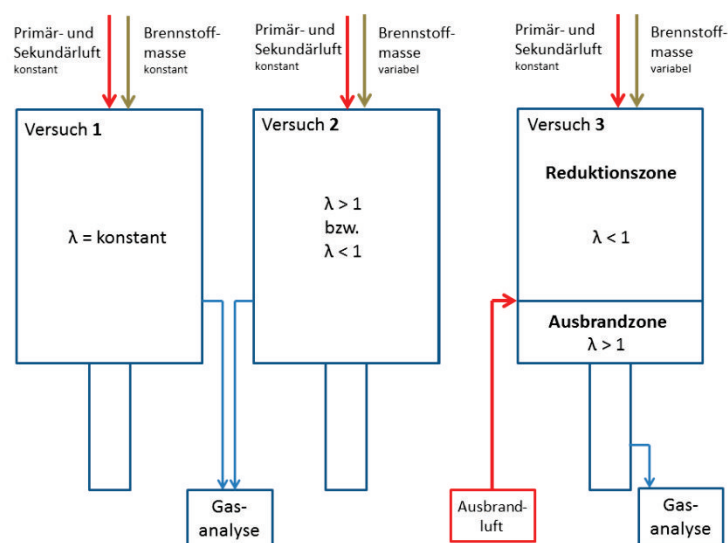 Primär- und
Sekundärluft
konstant
Brennstoff-
masse
konstant
Versuch 1
λ = konstant
Primär- und
Sekundärluft
konstant
Brennstoff-
masse
variabel
Versuch 2
λ > 1
bzw.
λ < 1
Gas-
analyse
Primär- und
Sekundärluft
konstant
Brennstoff-
masse
variabel
Versuch 3
Reduktionszone
λ < 1
Ausbrandzone
λ > 1
Ausbrand-
luft
Gas-
analyse